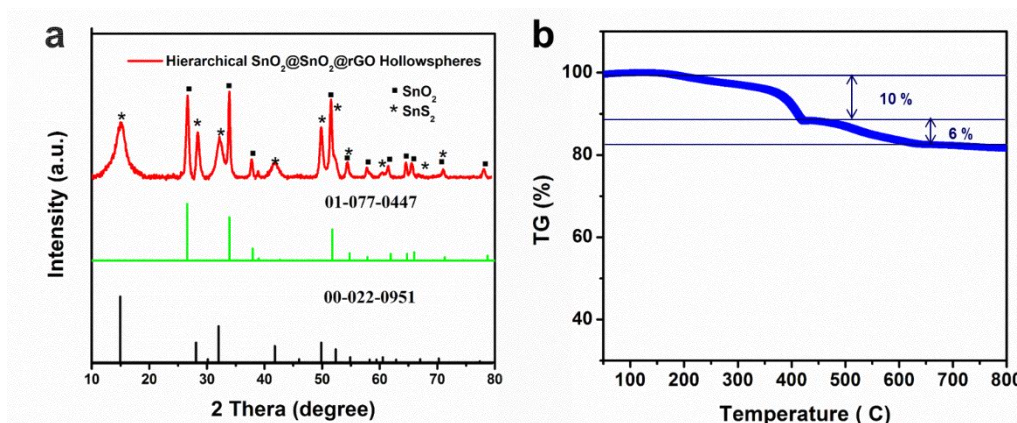 a
Hierarchical SnO2@SnO2@rGO Hollowspheres
■ SnO2
* SnS2
01-077-0447
00-022-0951
Intensity (a.u.)
10 20 30 40 50 60 70 80
2 Thera (degree)
b
100
80
60
40
10 %
6 %
TG (%)
100 200 300 400 500 600 700 800
Temperature ( C)